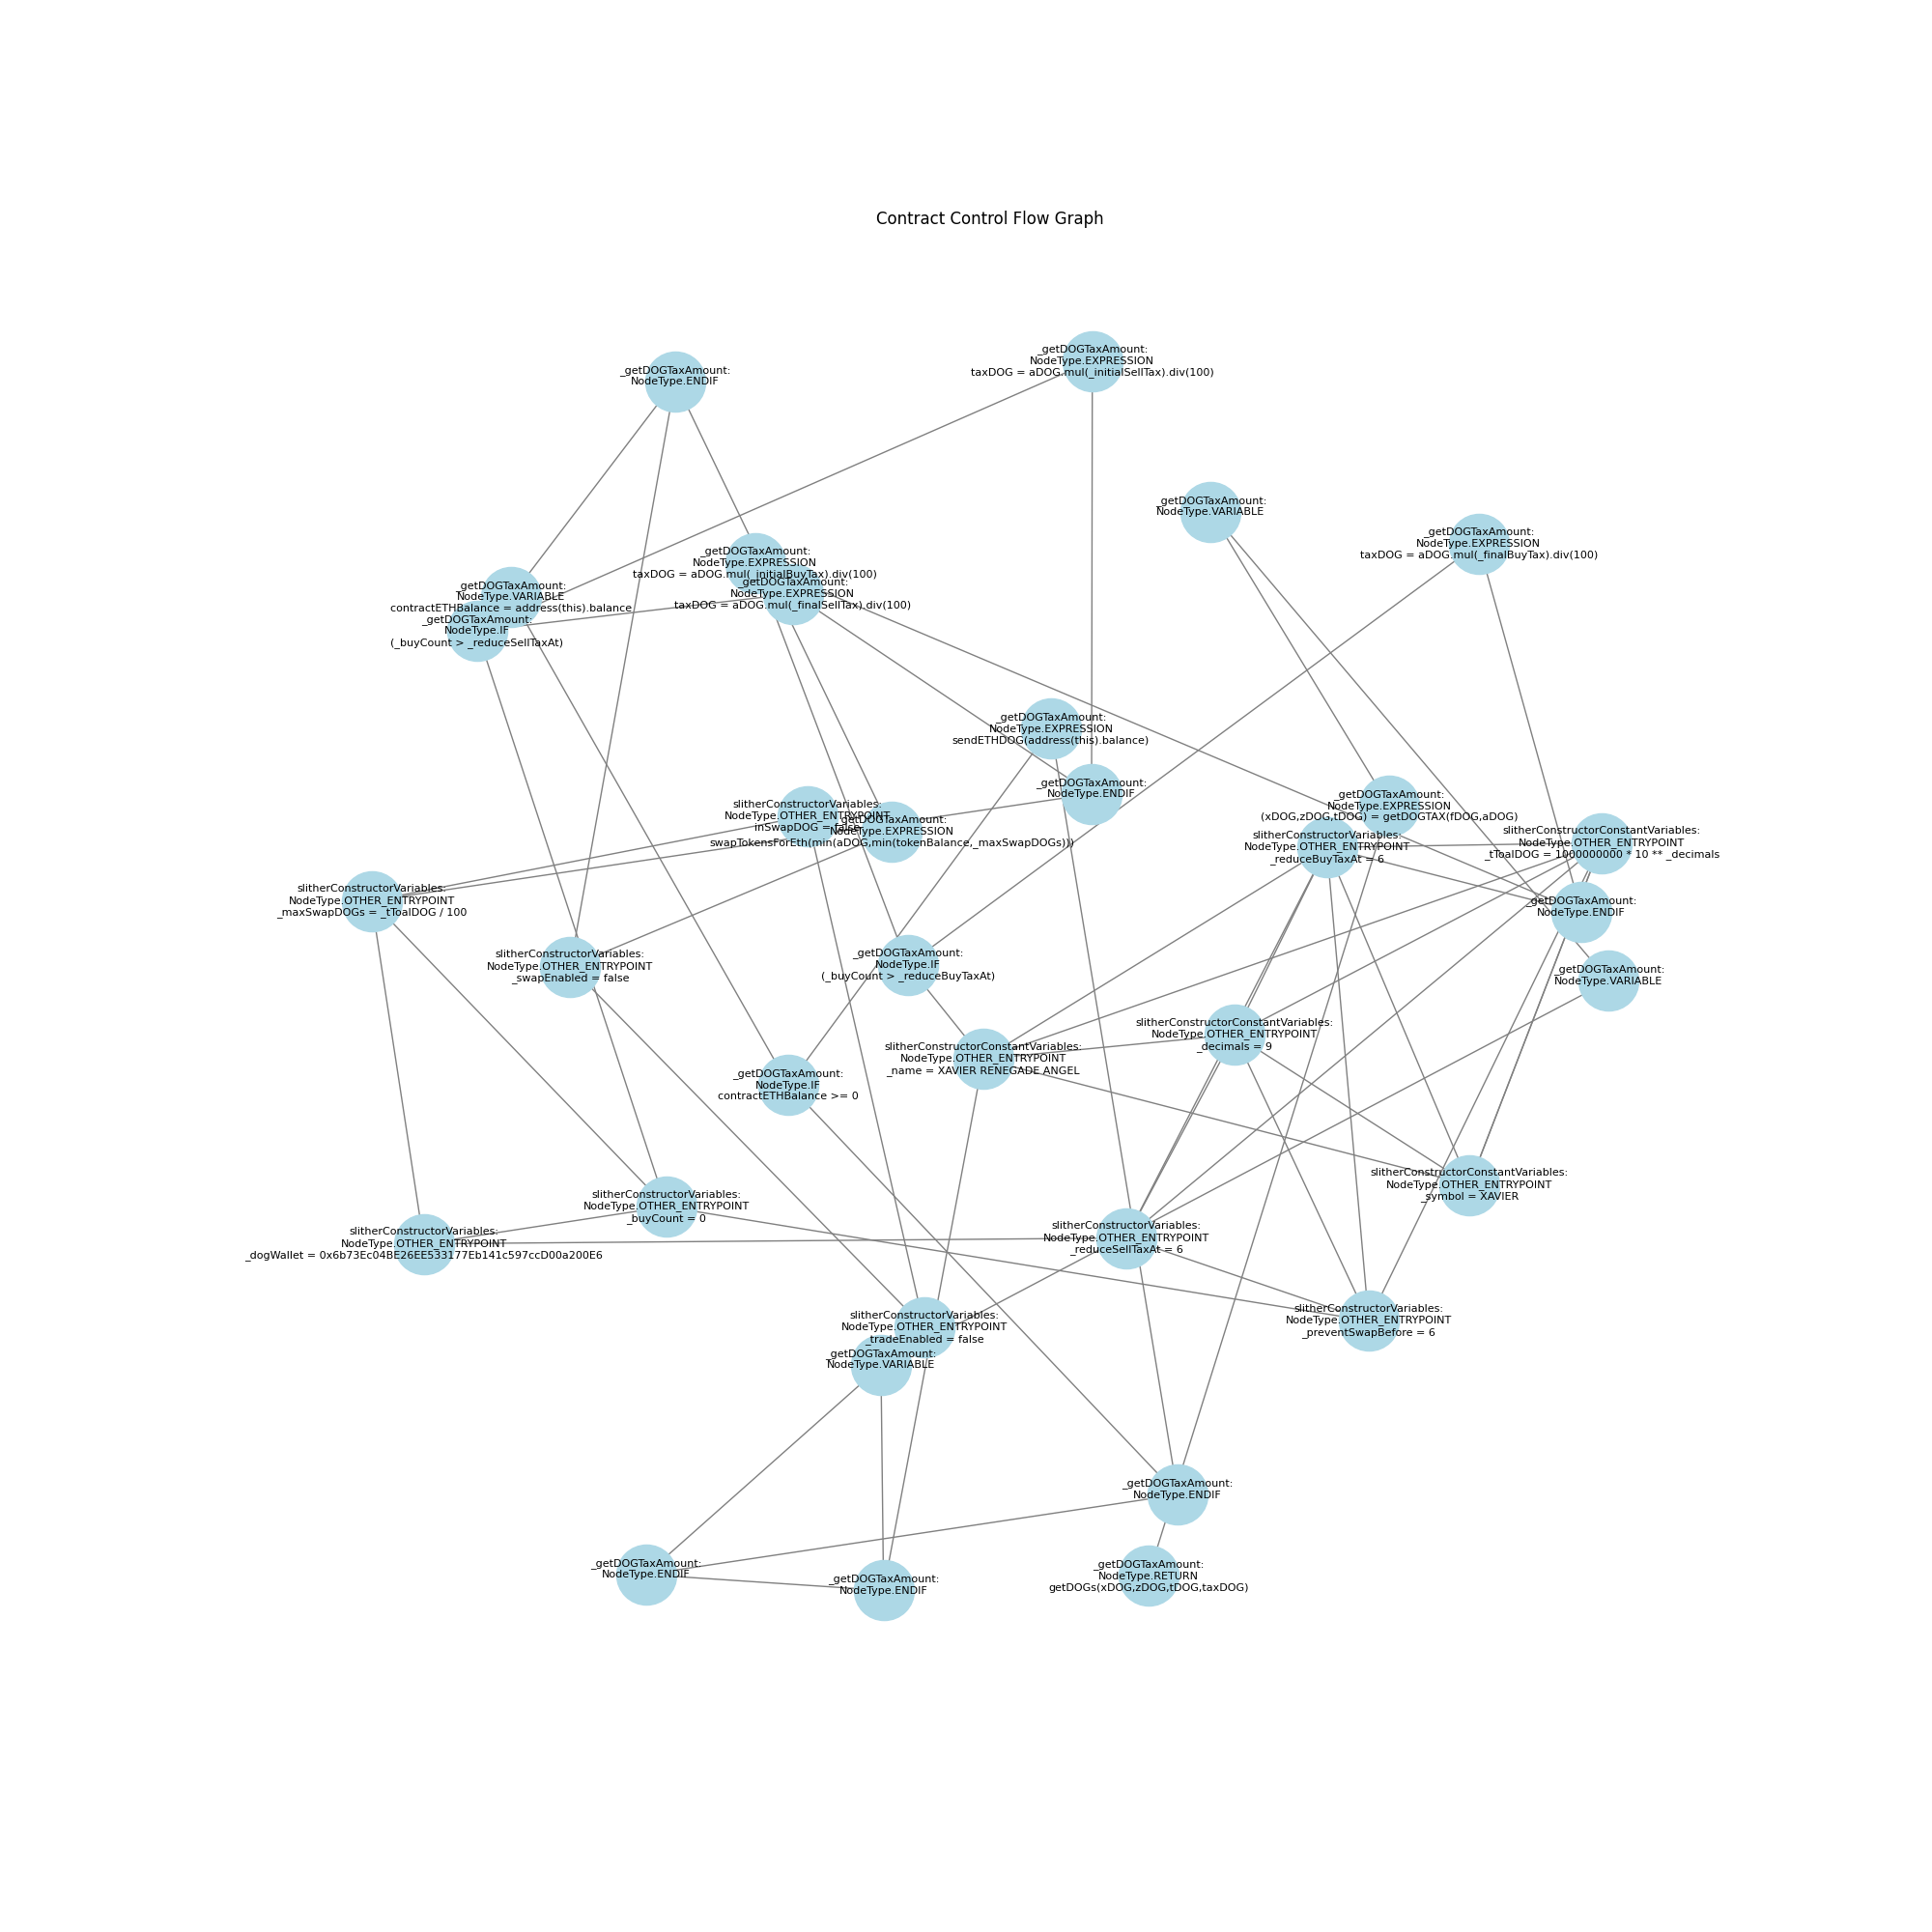 Contract Control Flow Graph
_getDOGTaxAmount:
NodeType.EXPRESSION
taxDOG = aDOG.mul(_initialSellTax).div(100)
_getDOGTaxAmount:
NodeType.ENDIF
_getDOGTaxAmount:
NodeType.VARIABLE
_getDOGTaxAmount:
NodeType.EXPRESSION
taxDOG = aDOG.mul(_finalBuyTax).div(100)
_getDOGTaxAmount:
NodeType.EXPRESSION
taxDOG = aDOG.mul(_initialBuyTax).div(100)
_getDOGTaxAmount:
NodeType.EXPRESSION
taxDOG = aDOG.mul(_finalSellTax).div(100)
_getDOGTaxAmount:
NodeType.VARIABLE
contractETHBalance = address(this).balance
_getDOGTaxAmount:
NodeType.IF
(_buyCount > _reduceSellTaxAt)
_getDOGTaxAmount:
NodeType.EXPRESSION
sendETHDOG(address(this).balance)
_getDOGTaxAmount:
NodeType.ENDIF
slitherConstructorVariables:
NodeType.OTHER_ENTRYPOINT
inSwapDOG = false
_getDOGTaxAmount:
NodeType.EXPRESSION
swapTokensForEth(min(aDOG,min(tokenBalance,_maxSwapDOGs)))
_getDOGTaxAmount:
NodeType.EXPRESSION
(xDOG,zDOG,tDOG) = getDOGTAX(fDOG,aDOG)
slitherConstructorVariables:
NodeType.OTHER_ENTRYPOINT
_reduceBuyTaxAt = 6
slitherConstructorConstantVariables:
NodeType.OTHER_ENTRYPOINT
_tToalDOG = 1000000000 * 10 ** _decimals
slitherConstructorVariables:
NodeType.OTHER_ENTRYPOINT
_maxSwapDOGs = _tToalDOG / 100
_getDOGTaxAmount:
NodeType.ENDIF
slitherConstructorVariables:
NodeType.OTHER_ENTRYPOINT
_swapEnabled = false
_getDOGTaxAmount:
NodeType.IF
(_buyCount > _reduceBuyTaxAt)
_getDOGTaxAmount:
NodeType.VARIABLE
slitherConstructorConstantVariables:
NodeType.OTHER_ENTRYPOINT
_decimals = 9
slitherConstructorConstantVariables:
NodeType.OTHER_ENTRYPOINT
_name = XAVIER RENEGADE ANGEL
_getDOGTaxAmount:
NodeType.IF
contractETHBalance >= 0
slitherConstructorConstantVariables:
NodeType.OTHER_ENTRYPOINT
_symbol = XAVIER
slitherConstructorVariables:
NodeType.OTHER_ENTRYPOINT
_buyCount = 0
slitherConstructorVariables:
NodeType.OTHER_ENTRYPOINT
_dogWallet = 0x6b73Ec04BE26EE533177Eb141c597ccD00a200E6
slitherConstructorVariables:
NodeType.OTHER_ENTRYPOINT
_reduceSellTaxAt = 6
slitherConstructorVariables:
NodeType.OTHER_ENTRYPOINT
_preventSwapBefore = 6
slitherConstructorVariables:
NodeType.OTHER_ENTRYPOINT
_tradeEnabled = false
_getDOGTaxAmount:
NodeType.VARIABLE
_getDOGTaxAmount:
NodeType.ENDIF
_getDOGTaxAmount:
NodeType.ENDIF
_getDOGTaxAmount:
NodeType.ENDIF
_getDOGTaxAmount:
NodeType.RETURN
getDOGs(xDOG,zDOG,tDOG,taxDOG)